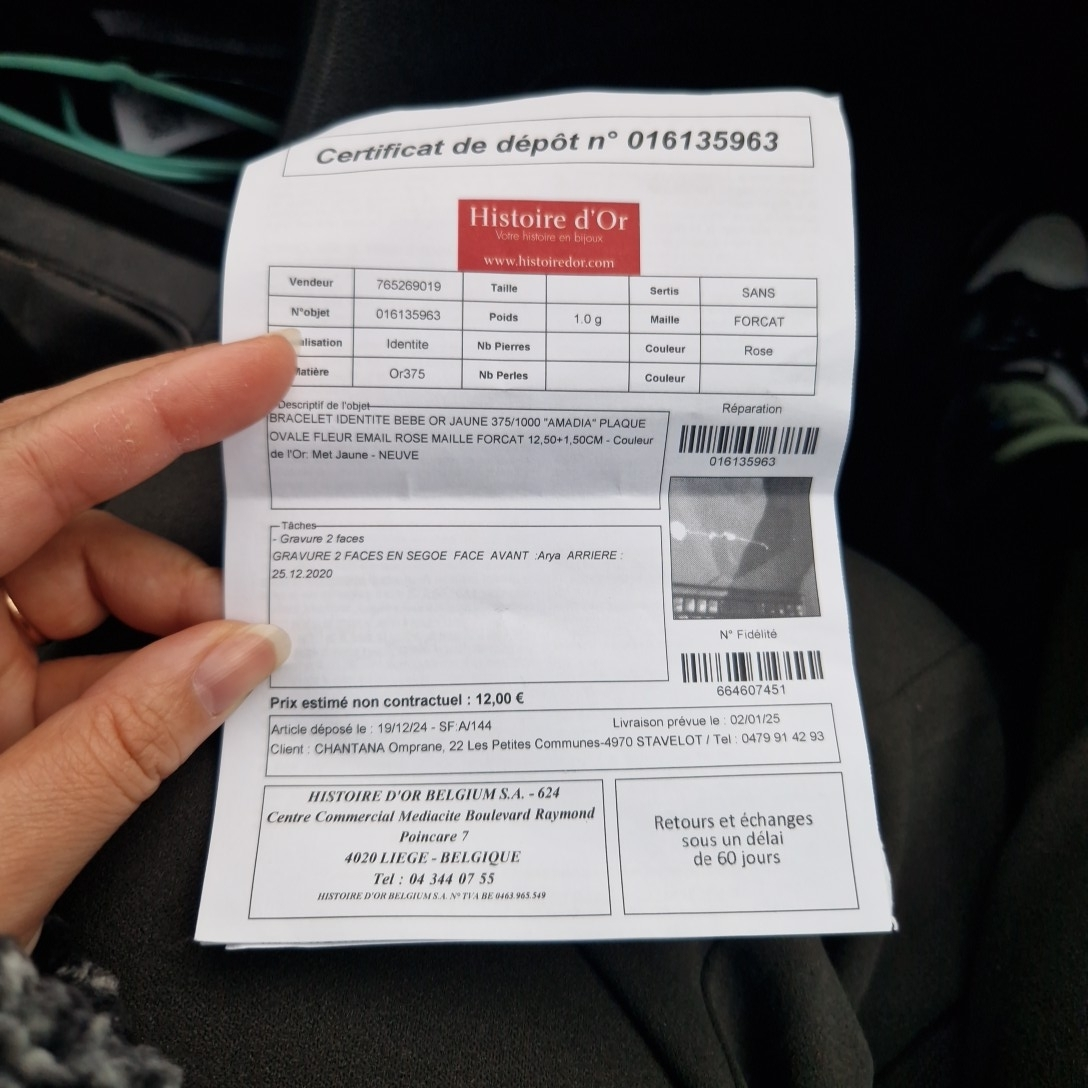 Certificat de dépôt n° 016135963
Histoire d'Or
Votre histoire en bijoux
www.histoiredor.com
Vendeur 765269019 Taille Sertis SANS
N°objet 016135963 Poids 1.0 g Maille FORCAT
alisation Identite Nb Pierres Couleur Rose
Matière Or375 Nb Perles Couleur
Descriptif de l'objet
BRACELET IDENTITE BEBE OR JAUNE 375/1000 "AMADIA" PLAQUE
OVALE FLEUR EMAIL ROSE MAILLE FORCAT 12,50+1,50CM - Couleur
de l'Or: Met Jaune - NEUVE
Réparation
016135963
Tâches
- Gravure 2 faces
GRAVURE 2 FACES EN SEGOE FACE AVANT :Arya ARRIERE :
25.12.2020
N° Fidélité
664607451
Prix estimé non contractuel : 12,00 €
Article déposé le : 19/12/24 - SF:A/144 Livraison prévue le : 02/01/25
Client : CHANTANA Omprane, 22 Les Petites Communes-4970 STAVELOT / Tel : 0479 91 42 93
HISTOIRE D'OR BELGIUM S.A. - 624
Centre Commercial Mediacite Boulevard Raymond
Poincare 7
4020 LIEGE - BELGIQUE
Tel : 04 344 07 55
HISTOIRE D'OR BELGIUM S.A. N° TVA BE 0463.965.549
Retours et échanges
sous un délai
de 60 jours